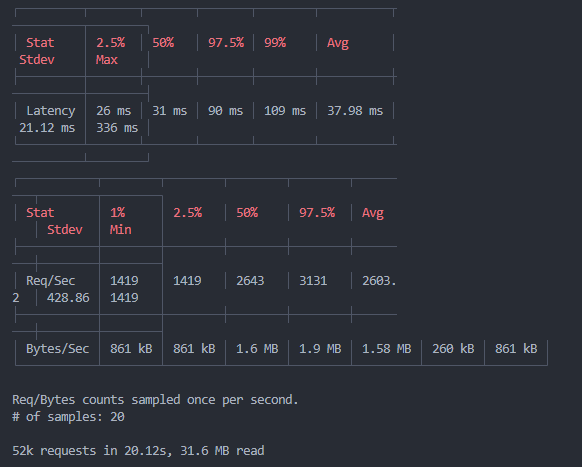 Stat 2.5% 50% 97.5% 99% Avg
Stdev Max
Latency 26 ms 31 ms 90 ms 109 ms 37.98 ms
21.12 ms 336 ms
Stat 1% 2.5% 50% 97.5% Avg
Stdev Min
Req/Sec 1419 1419 2643 3131 2603.
2 428.86 1419
Bytes/Sec 861 kB 861 kB 1.6 MB 1.9 MB 1.58 MB 260 kB 861 kB
Req/Bytes counts sampled once per second.
# of samples: 20
52k requests in 20.12s, 31.6 MB read